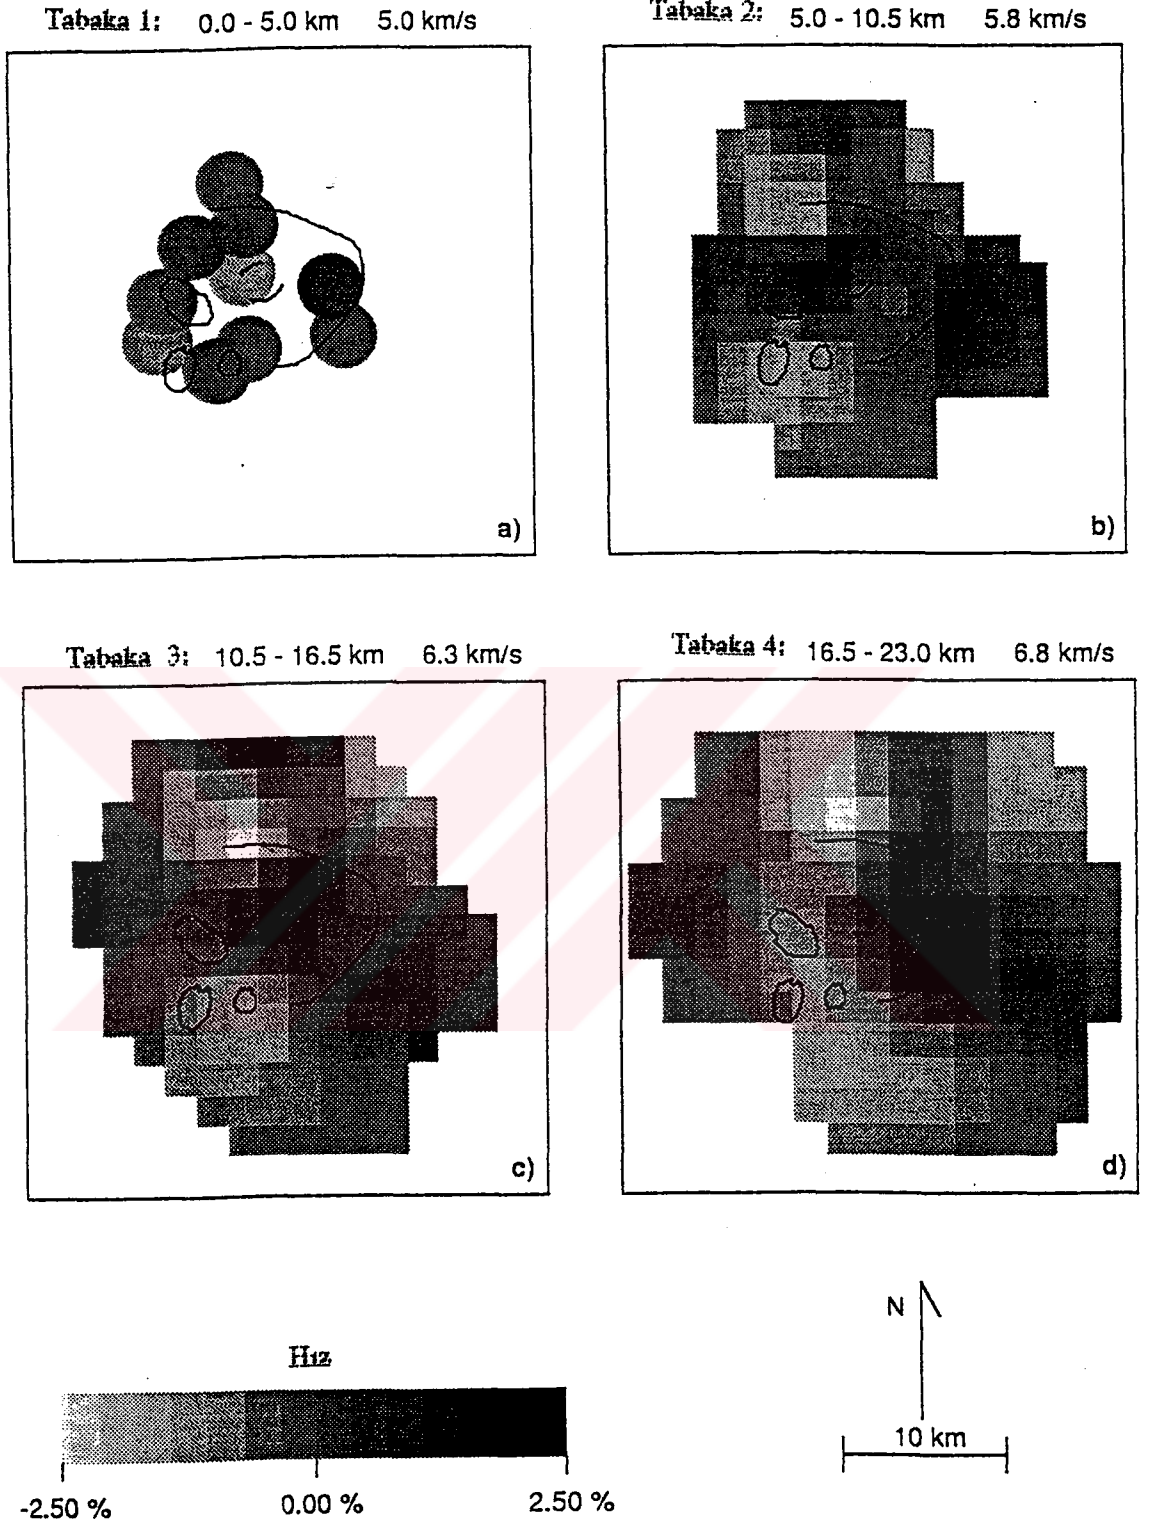 Tabaka 1: 0.0 - 5.0 km 5.0 km/s
Tabaka 2: 5.0 - 10.5 km 5.8 km/s
a)
b)
Tabaka 3: 10.5 - 16.5 km 6.3 km/s
Tabaka 4: 16.5 - 23.0 km 6.8 km/s
c)
d)
N
10 km
Hız
-2.50 % 0.00 % 2.50 %